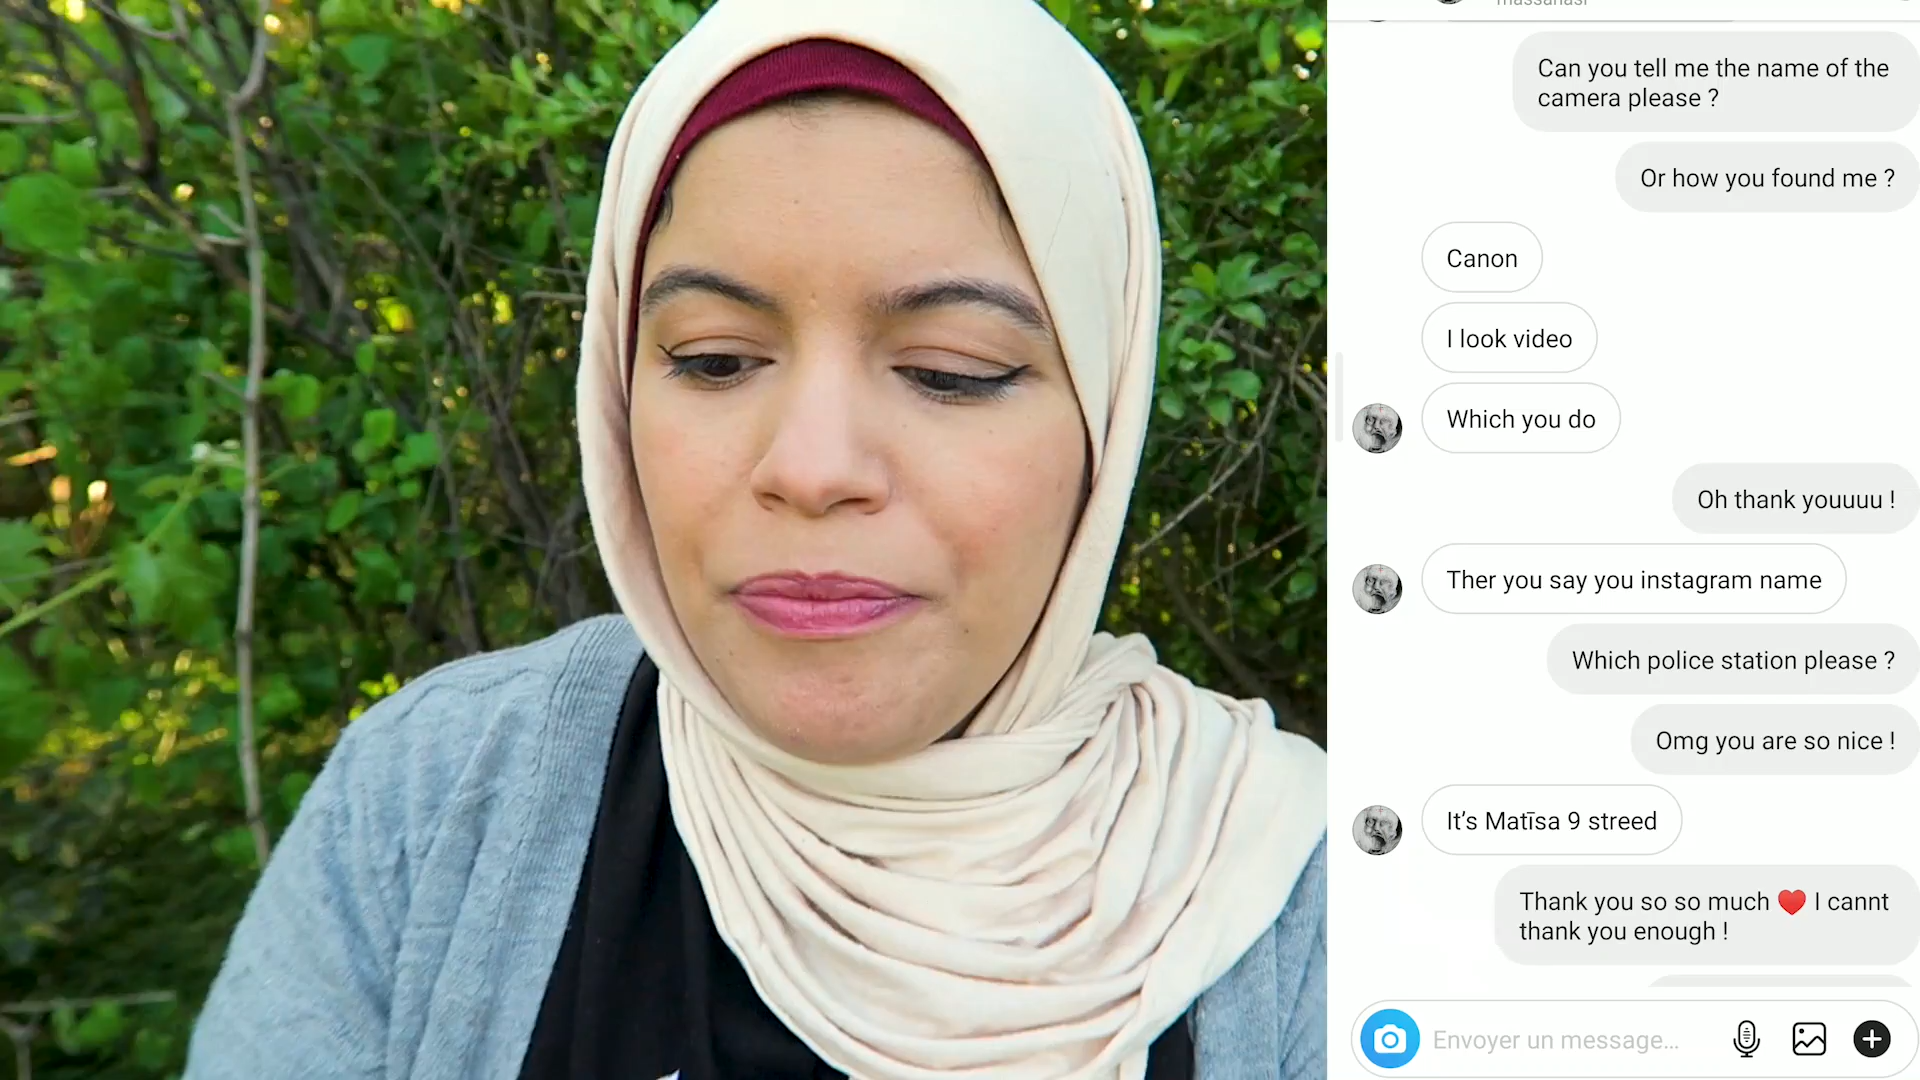 Can you tell me the name of the
camera please ?
Or how you found me ?
Canon
I look video
Which you do
Oh thank youuuu !
Ther you say you instagram name
Which police station please ?
Omg you are so nice !
It’s Matīsa 9 streed
Thank you so so much ❤️ I cannt
thank you enough !
Envoyer un message...